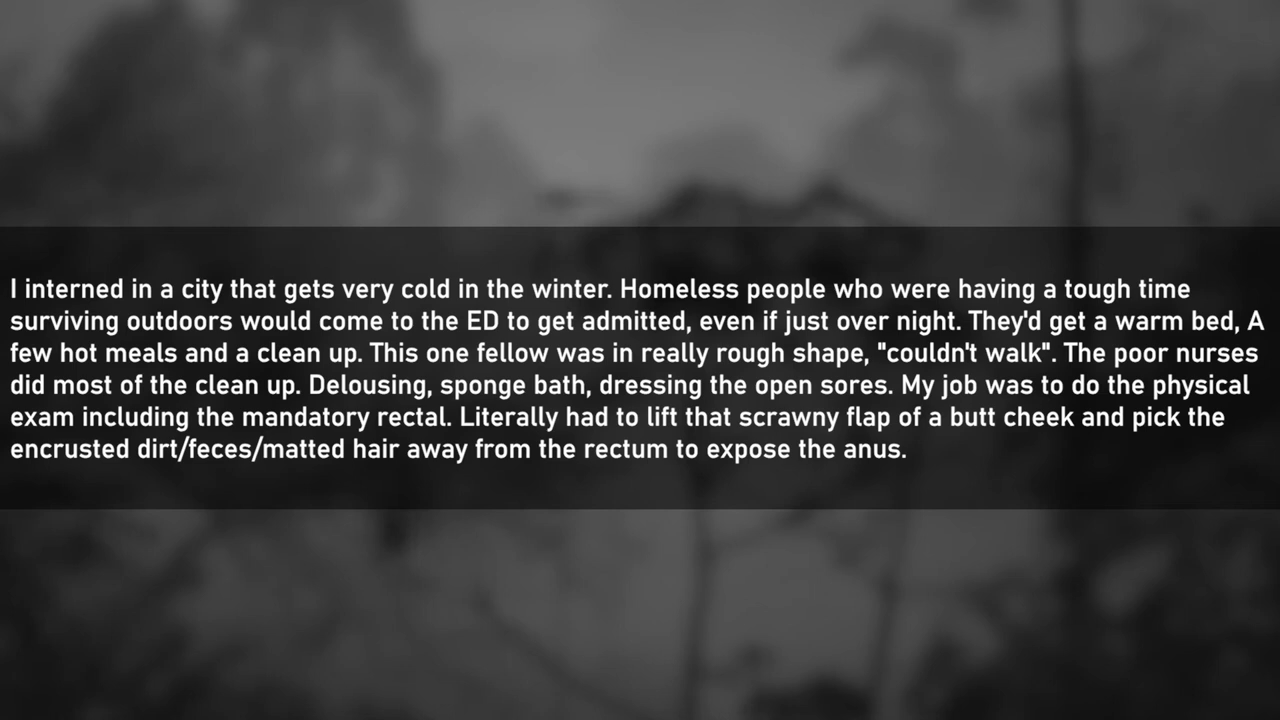 I interned in a city that gets very cold in the winter. Homeless people who were having a tough time
surviving outdoors would come to the ED to get admitted, even if just over night. They'd get a warm bed, A
few hot meals and a clean up. This one fellow was in really rough shape, "couldn't walk". The poor nurses
did most of the clean up. Delousing, sponge bath, dressing the open sores. My job was to do the physical
exam including the mandatory rectal. Literally had to lift that scrawny flap of a butt cheek and pick the
encrusted dirt/feces/matted hair away from the rectum to expose the anus.